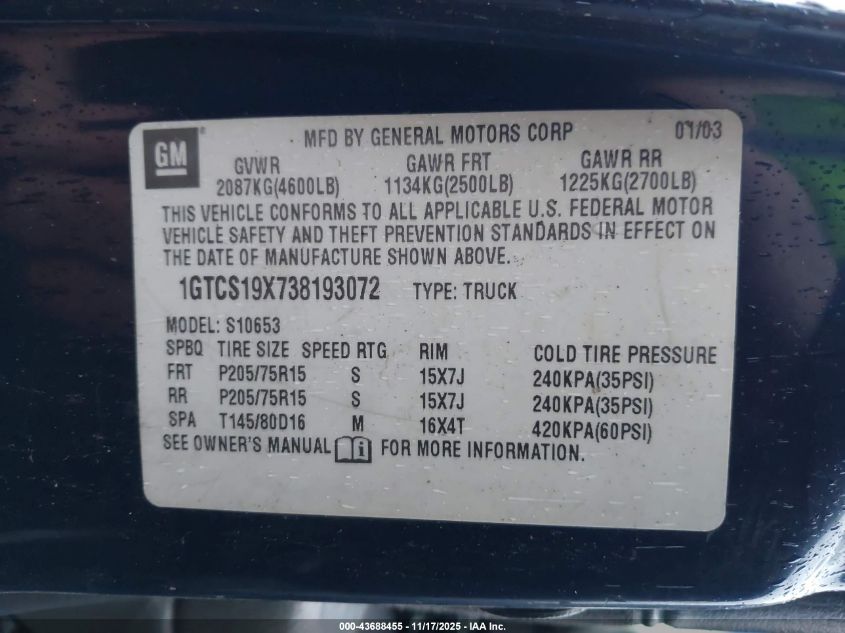 GM MFD BY GENERAL MOTORS CORP 01/03
GVWR GAWR FRT GAWR RR
2087KG(4600LB) 1134KG(2500LB) 1225KG(2700LB)
THIS VEHICLE CONFORMS TO ALL APPLICABLE U.S. FEDERAL MOTOR
VEHICLE SAFETY AND THEFT PREVENTION STANDARDS IN EFFECT ON
THE DATE OF MANUFACTURE SHOWN ABOVE.
1GTCS19X738193072 TYPE: TRUCK
MODEL: S10653
SPBQ TIRE SIZE SPEED RTG RIM COLD TIRE PRESSURE
FRT P205/75R15 S 15X7J 240KPA(35PSI)
RR P205/75R15 S 15X7J 240KPA(35PSI)
SPA T145/80D16 M 16X4T 420KPA(60PSI)
SEE OWNER'S MANUAL FOR MORE INFORMATION.
000-43688455 - 11/17/2025 - IAA, Inc.